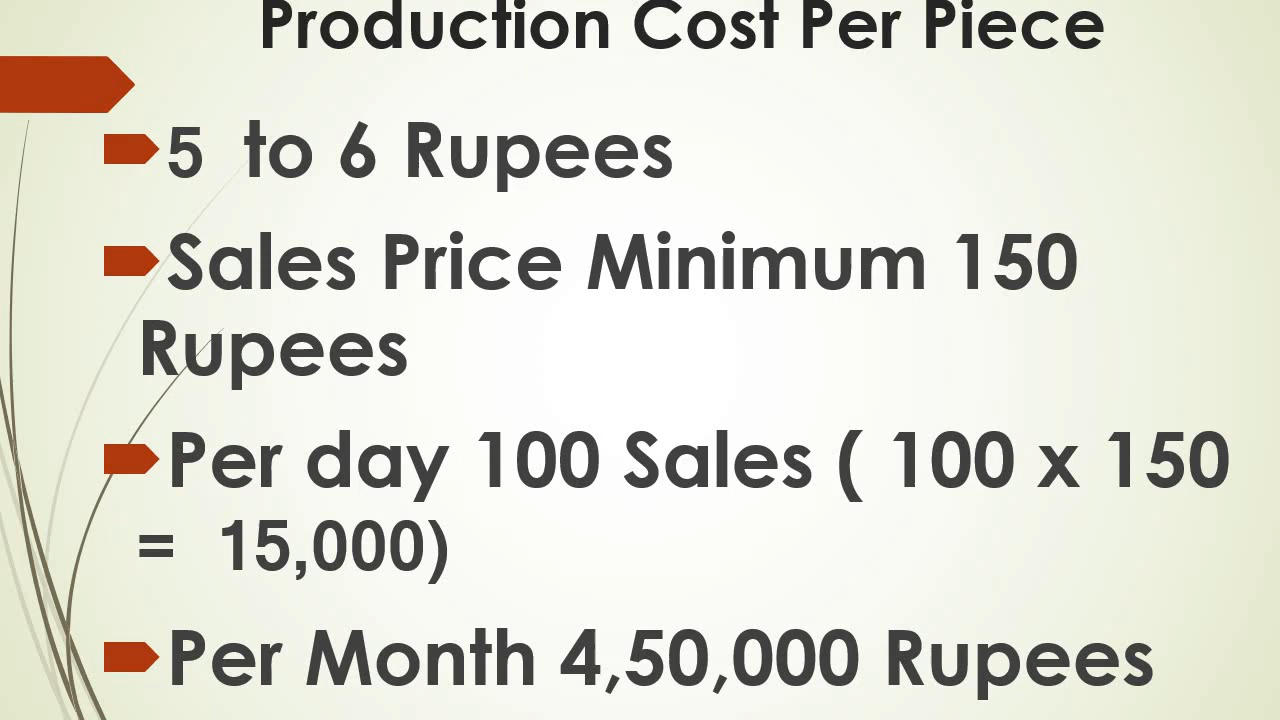 Production Cost Per Piece
5 to 6 Rupees
Sales Price Minimum 150
Rupees
Per day 100 Sales ( 100 x 150
= 15,000)
Per Month 4,50,000 Rupees